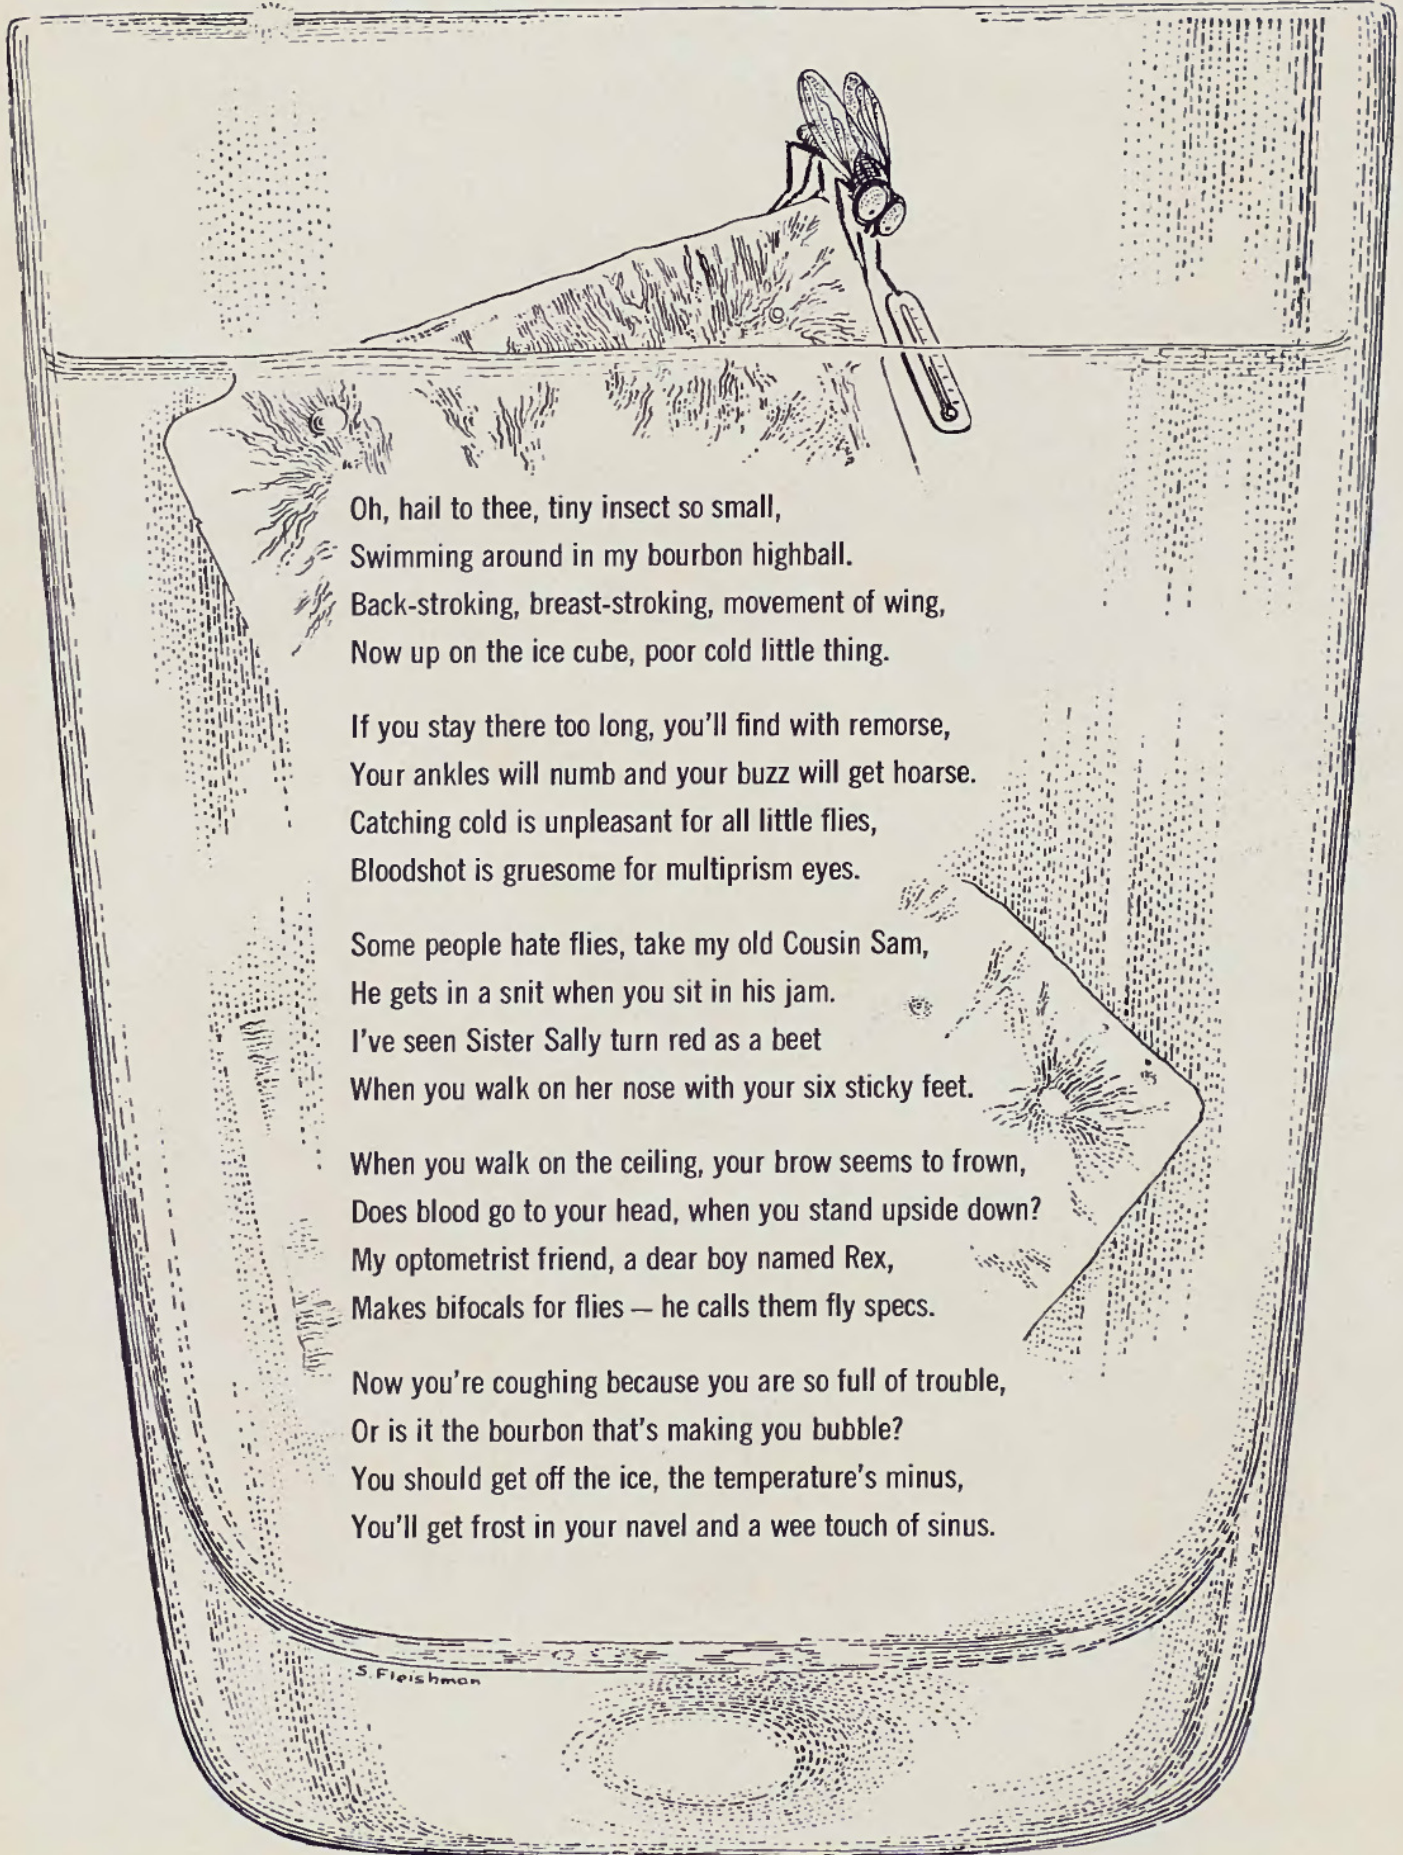 Oh, hail to thee, tiny insect so small,
Swimming around in my bourbon highball.
Back-stroking, breast-stroking, movement of wing,
Now up on the ice cube, poor cold little thing.
If you stay there too long, you'll find with remorse,
Your ankles will numb and your buzz will get hoarse.
Catching cold is unpleasant for all little flies,
Bloodshot is gruesome for multiprism eyes.
Some people hate flies, take my old Cousin Sam,
He gets in a snit when you sit in his jam.
I've seen Sister Sally turn red as a beet
When you walk on her nose with your six sticky feet.
When you walk on the ceiling, your brow seems to frown,
Does blood go to your head, when you stand upside down?
My optometrist friend, a dear boy named Rex,
Makes bifocals for flies — he calls them fly specs.
Now you're coughing because you are so full of trouble,
Or is it the bourbon that's making you bubble?
You should get off the ice, the temperature's minus,
You'll get frost in your navel and a wee touch of sinus.
S. Fleishman